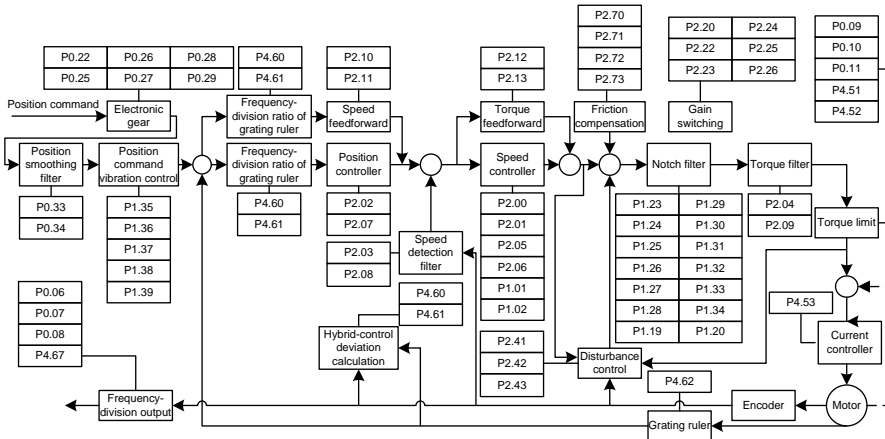 P0.22 P0.26 P0.28
P0.25 P0.27 P0.29
P4.60
P4.61
P2.10
P2.11
P2.12
P2.13
P2.70
P2.71
P2.72
P2.73
P2.20 P2.24
P2.22 P2.25
P2.23 P2.26
P0.09
P0.10
P0.11
P4.51
P4.52
Position command
Electronic
gear
Frequency-
division ratio of
grating ruler
Speed
feedforward
Torque
feedforward
Friction
compensation
Gain
switching
Position
smoothing
filter
Position
command
vibration control
Frequency-
division ratio of
grating ruler
Position
controller
Speed
controller
Notch filter
Torque filter
P0.33
P0.34
P1.35
P1.36
P1.37
P1.38
P1.39
P4.60
P4.61
P2.02
P2.07
P2.03
P2.08
Speed
detection
filter
P2.00
P2.01
P2.05
P2.06
P1.01
P1.02
P1.23 P1.29
P1.24 P1.30
P1.25 P1.31
P1.26 P1.32
P1.27 P1.33
P1.28 P1.34
P1.19 P1.20
P2.04
P2.09
Torque limit
P0.06
P0.07
P0.08
P4.67
P4.60
P4.61
Hybrid-control
deviation
calculation
P2.41
P2.42
P2.43
Disturbance
control
P4.53
Current
controller
P4.62
Frequency-
division output
Grating ruler
Encoder
Motor